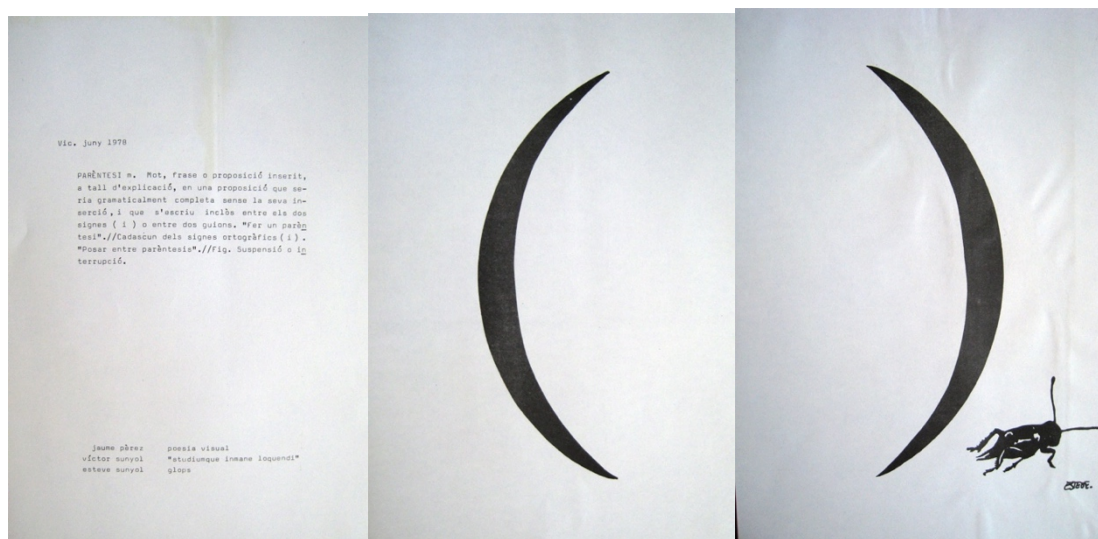 Vic. juny 1978
PARÈNTESI m. Mot, frase o proposició inserit,
a tall d'explicació, en una proposició que se-
ria gramaticalment completa sense la seva in-
serció, i que s'escriu inclòs entre els dos
signes ( i ) o entre dos guions. "Fer un parèn
tesi".//Cadascun dels signes ortogràfics ( i ).
"Posar entre parèntesis".//Fig. Suspensió o in
terrupció.
jaume pàrez poesia visual
víctor sunyol "studiumque inmane loquendi"
esteve sunyol glops
( )
ESTEVE.